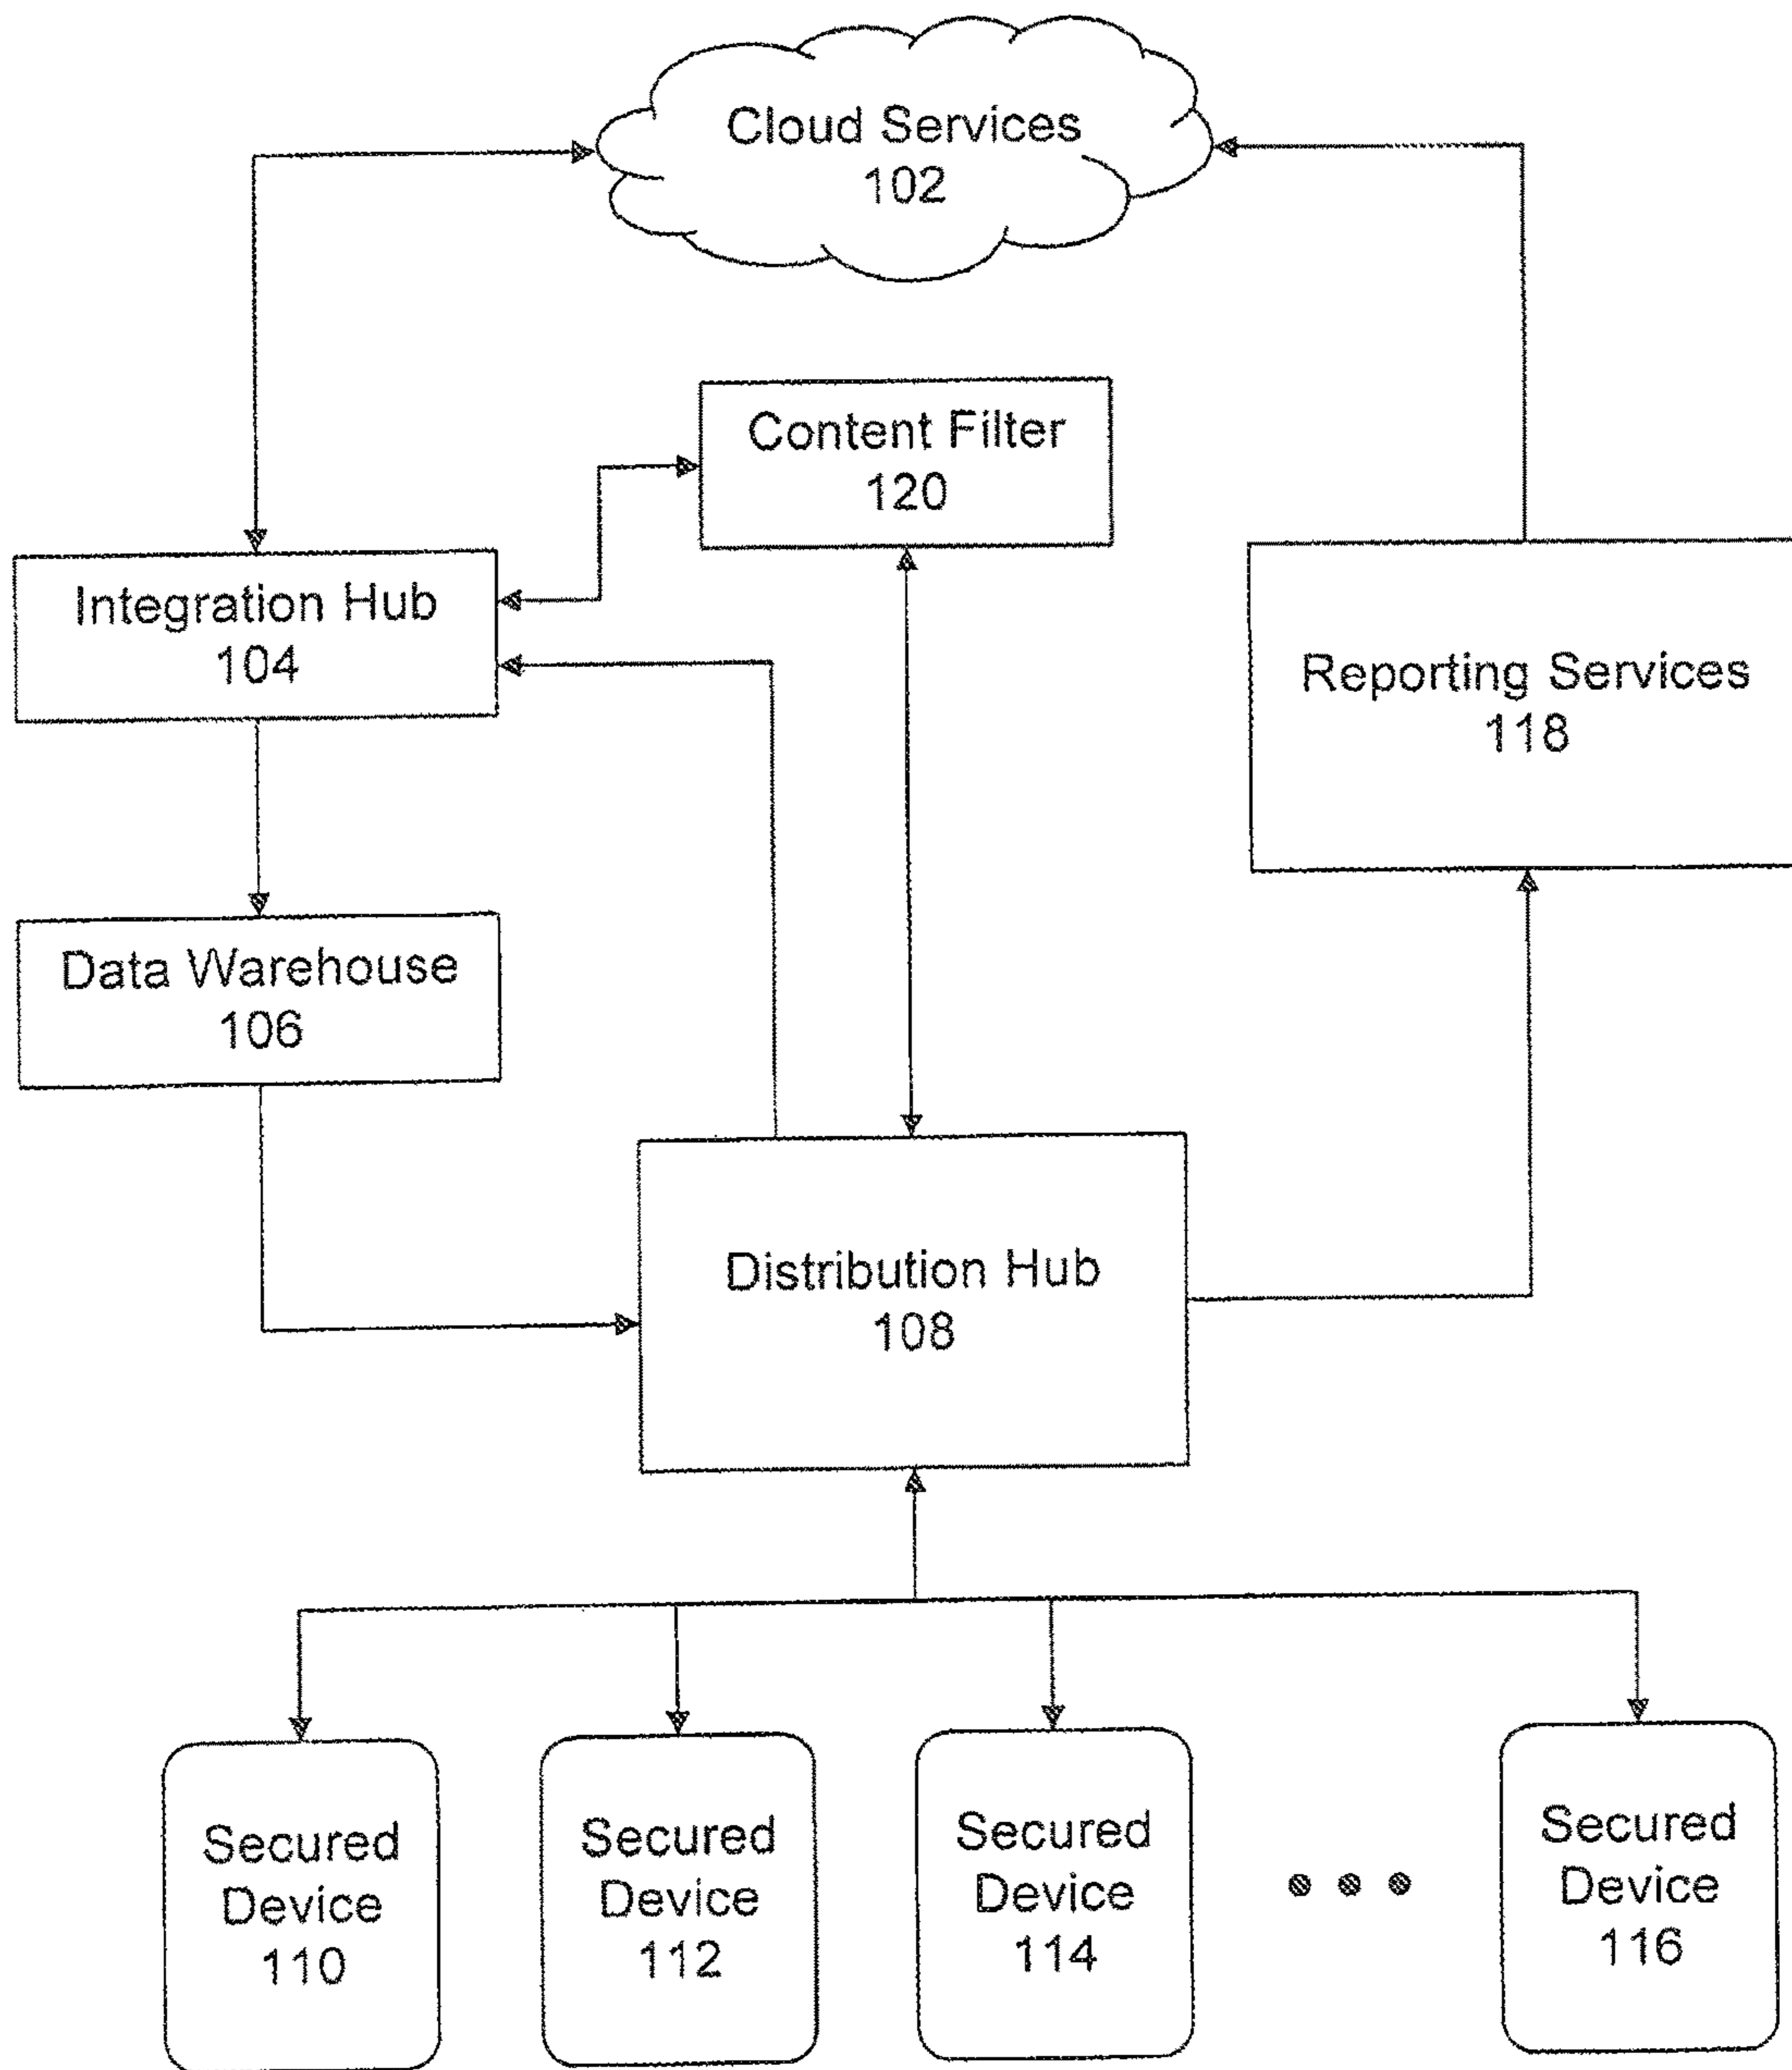 Cloud Services
102
Content Filter
120
Integration Hub
104
Reporting Services
118
Data Warehouse
106
Distribution Hub
108
Secured
Device
110
Secured
Device
112
Secured
Device
114
Secured
Device
116